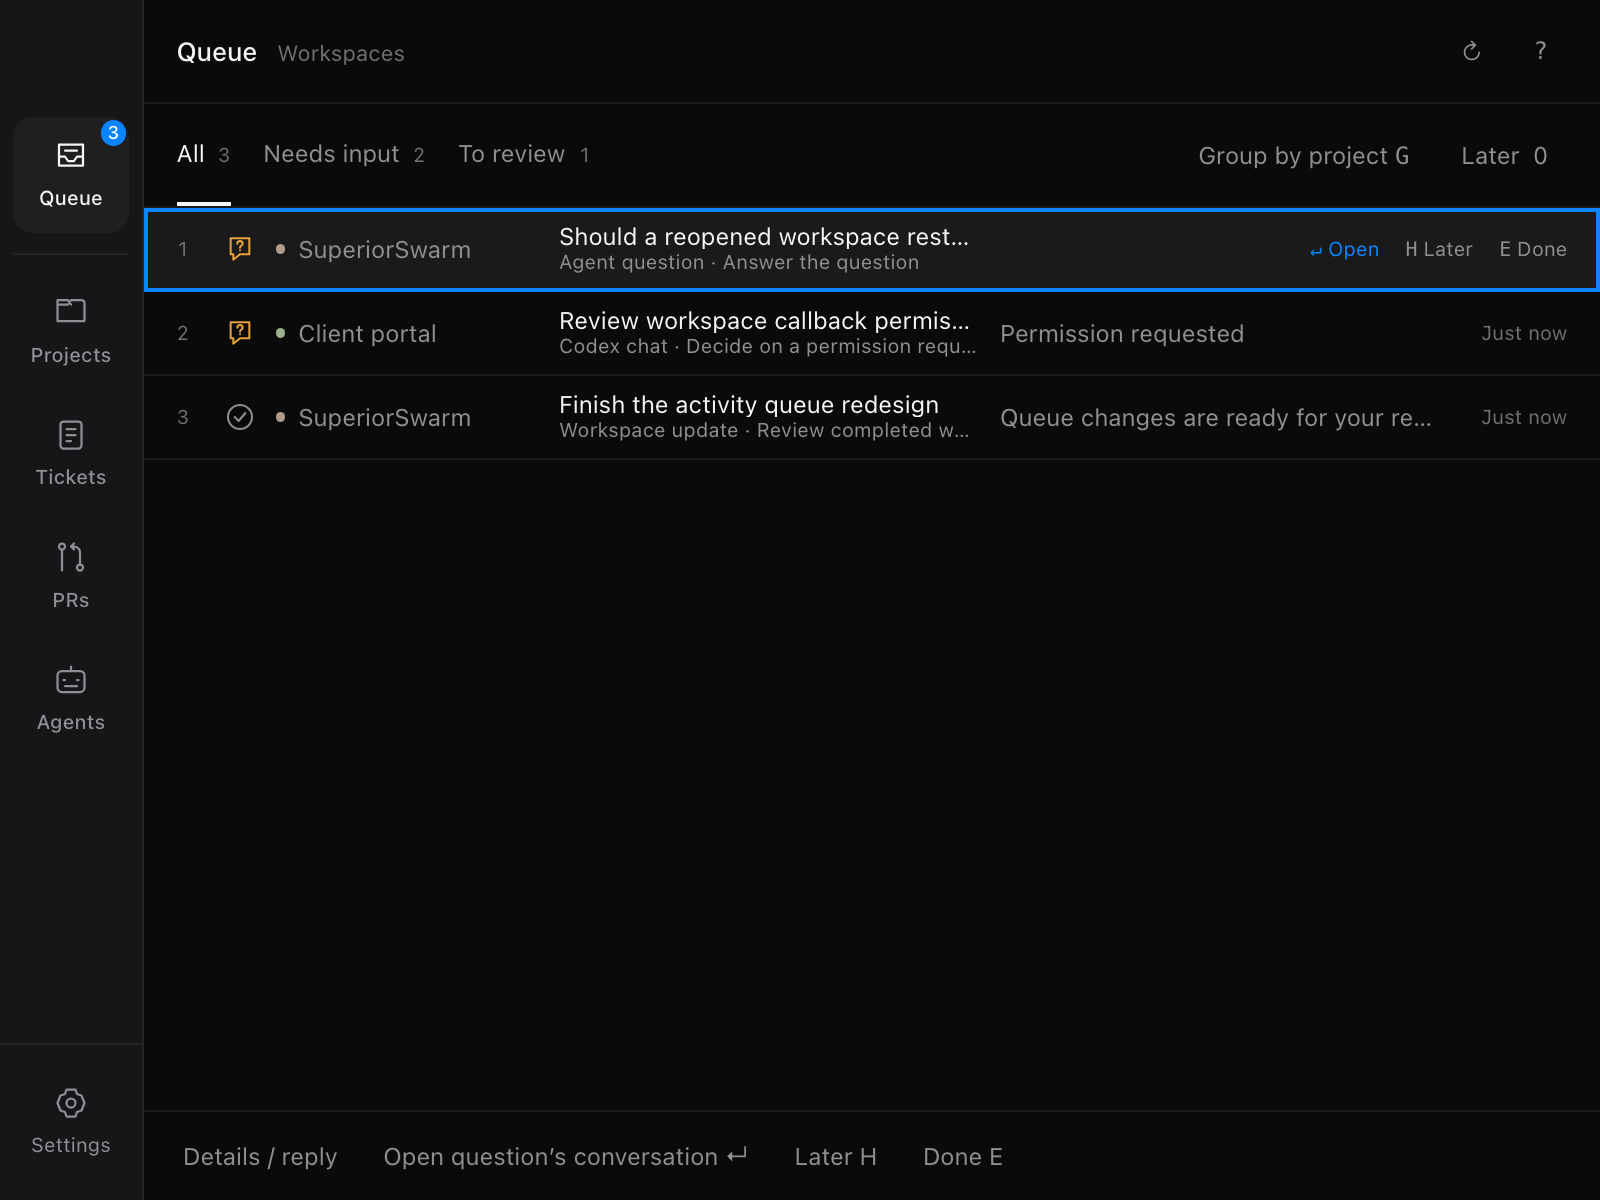 Queue Workspaces ?
3
Queue
Projects
Tickets
PRs
Agents
Settings
All 3 Needs input 2 To review 1 Group by project G Later 0
1 SuperiorSwarm Should a reopened workspace rest... ↵ Open H Later E Done
Agent question · Answer the question
2 Client portal Review workspace callback permis... Permission requested Just now
Codex chat · Decide on a permission requ...
3 SuperiorSwarm Finish the activity queue redesign Queue changes are ready for your re... Just now
Workspace update · Review completed w...
Details / reply Open question’s conversation ↵ Later H Done E